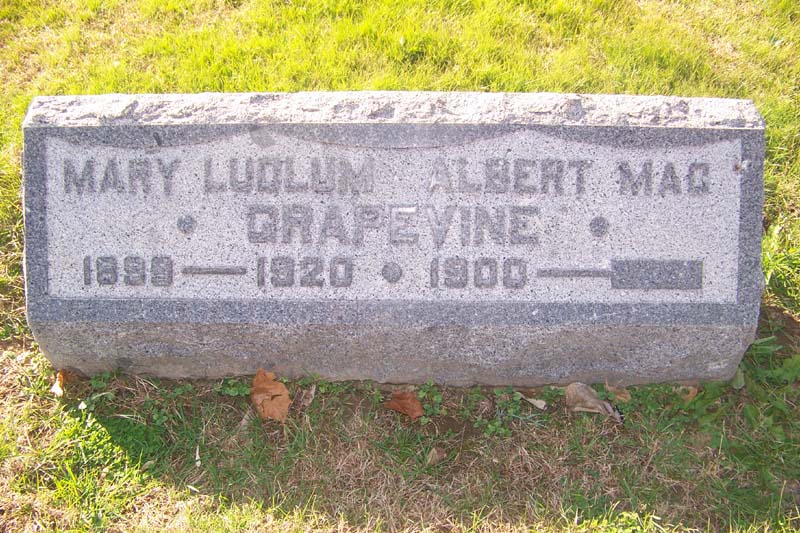 MARY LUDLUM ALBERT MAC
• GRAPEVINE •
1899 — 1920 • 1900 —